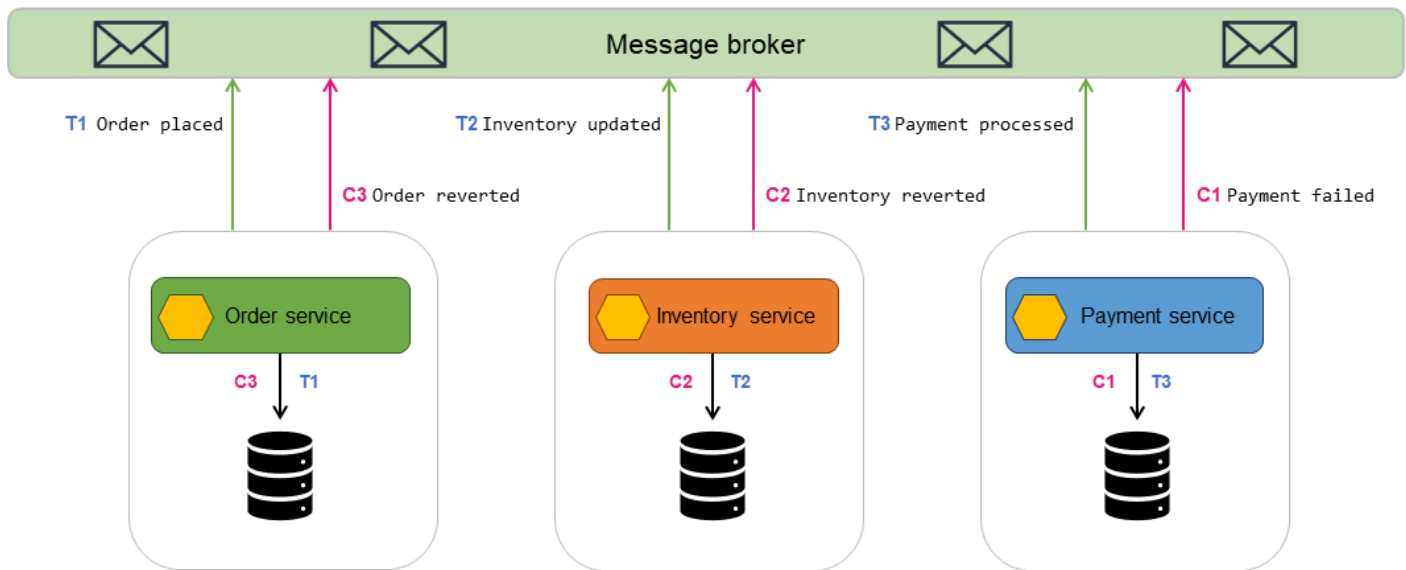 Message broker
T1 Order placed
T2 Inventory updated
T3 Payment processed
C3 Order reverted
C2 Inventory reverted
C1 Payment failed
Order service
Inventory service
Payment service
C3 T1
C2 T2
C1 T3